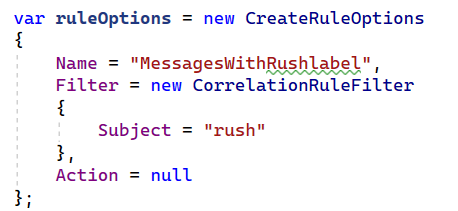 var ruleOptions = new CreateRuleOptions
{
    Name = "MessagesWithRushlabel",
    Filter = new CorrelationRuleFilter
    {
        Subject = "rush"
    },
    Action = null
};